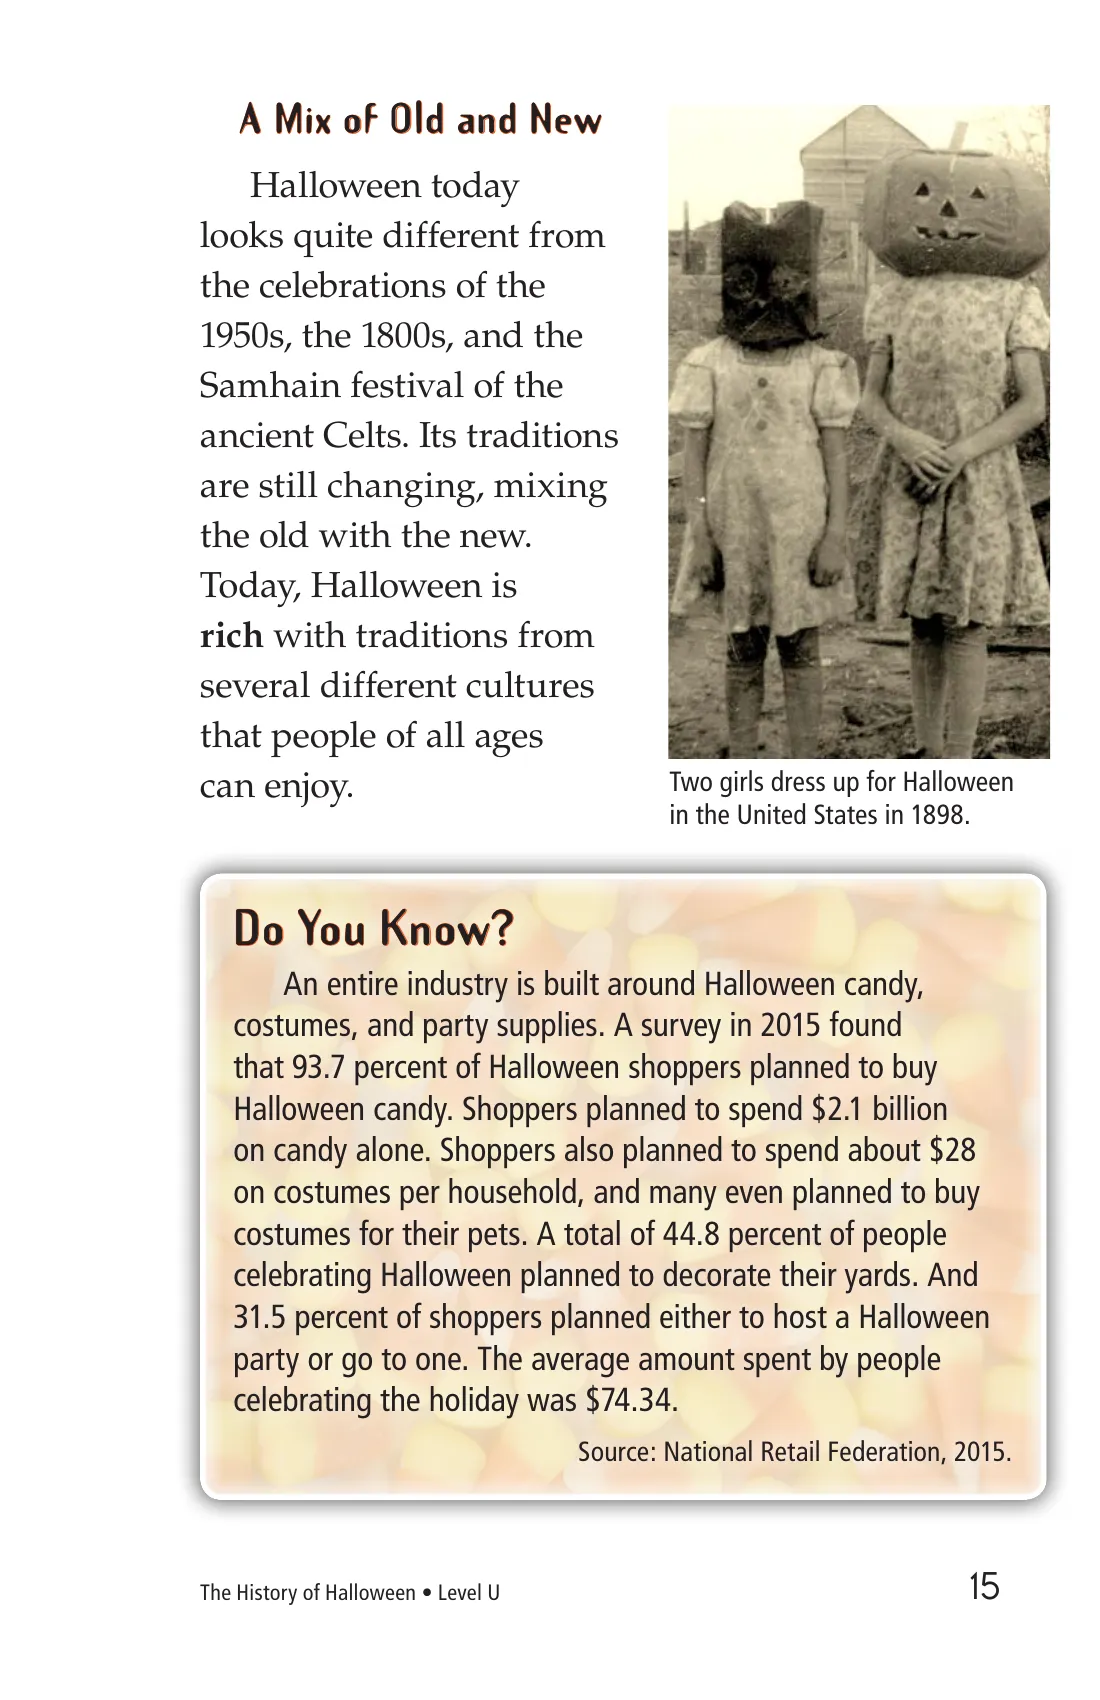 A Mix of Old and New
Halloween today
looks quite different from
the celebrations of the
1950s, the 1800s, and the
Samhain festival of the
ancient Celts. Its traditions
are still changing, mixing
the old with the new.
Today, Halloween is
rich with traditions from
several different cultures
that people of all ages
can enjoy.
Two girls dress up for Halloween
in the United States in 1898.
Do You Know?
An entire industry is built around Halloween candy,
costumes, and party supplies. A survey in 2015 found
that 93.7 percent of Halloween shoppers planned to buy
Halloween candy. Shoppers planned to spend $2.1 billion
on candy alone. Shoppers also planned to spend about $28
on costumes per household, and many even planned to buy
costumes for their pets. A total of 44.8 percent of people
celebrating Halloween planned to decorate their yards. And
31.5 percent of shoppers planned either to host a Halloween
party or go to one. The average amount spent by people
celebrating the holiday was $74.34.
Source: National Retail Federation, 2015.
The History of Halloween • Level U
15